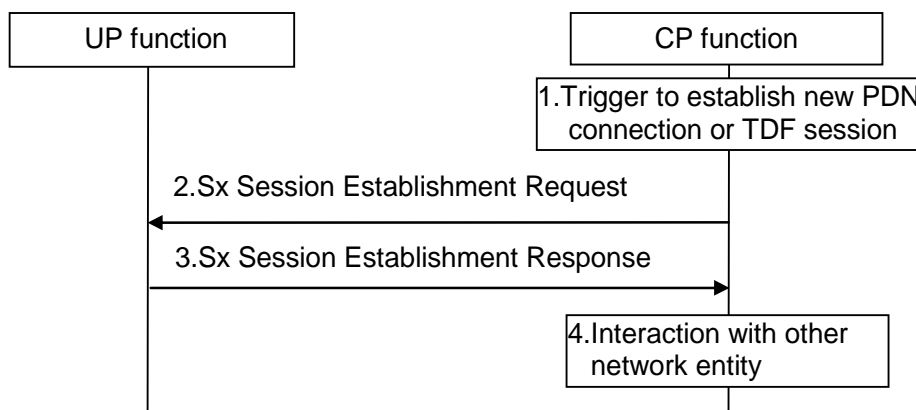 UP function
CP function
1.Trigger to establish new PDN
connection or TDF session
2.Sx Session Establishment Request
3.Sx Session Establishment Response
4.Interaction with other
network entity